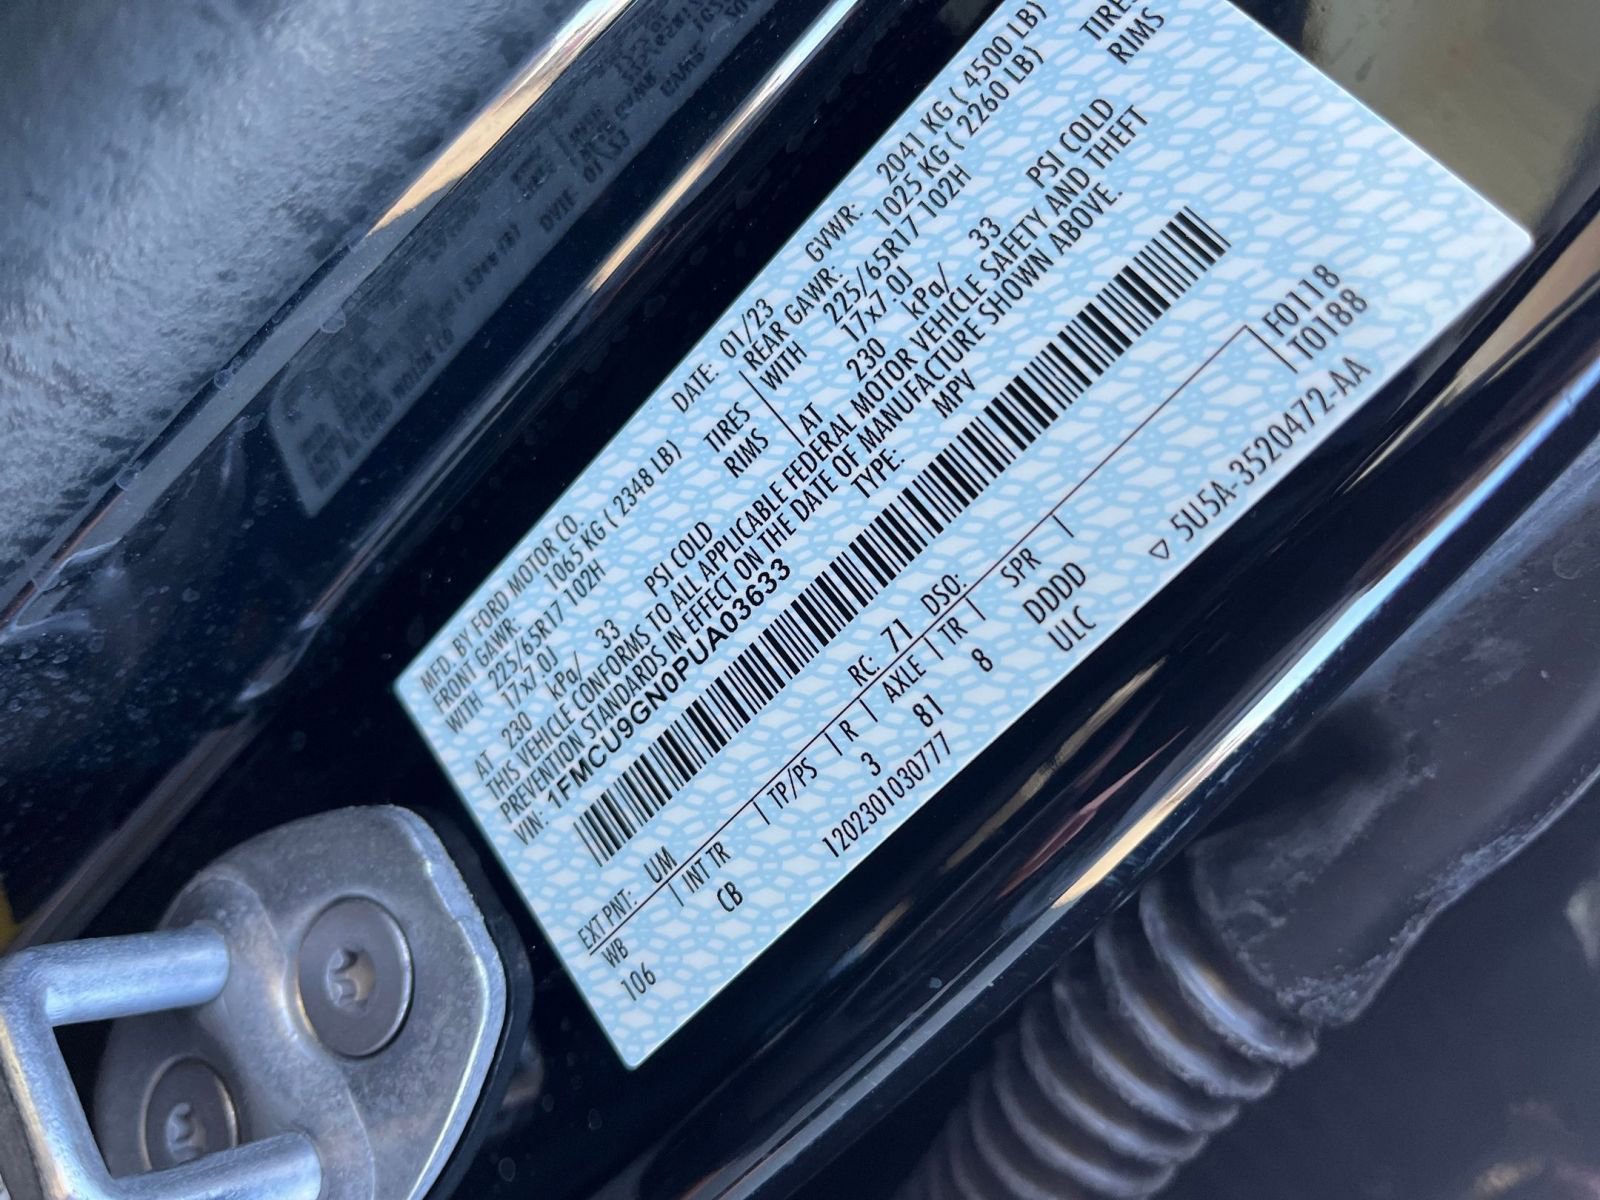 MFD. BY FORD MOTOR CO. DATE: 01/23 GVWR: 2041 KG ( 4500 LB)
FRONT GAWR: 1065 KG ( 2348 LB) REAR GAWR: 1025 KG ( 2260 LB)
WITH 225/65R17 102H TIRES WITH 225/65R17 102H TIRES
17x7.0J RIMS 17x7.0J RIMS
AT 230 kPa/ 33 PSI COLD AT 230 kPa/ 33 PSI COLD
THIS VEHICLE CONFORMS TO ALL APPLICABLE FEDERAL MOTOR VEHICLE SAFETY AND THEFT
PREVENTION STANDARDS IN EFFECT ON THE DATE OF MANUFACTURE SHOWN ABOVE.
VIN: 1FMCU9GN0PUA03633 TYPE: MPV
EXT PNT: UM RC: 71 DSO: F0118
WB INT TR TP/PS R AXLE TR SPR T0188
106 CB 3 81 8 DDDD
ULC
1202301030777 ▽ 5U5A-3520472-AA
DATE 01/23